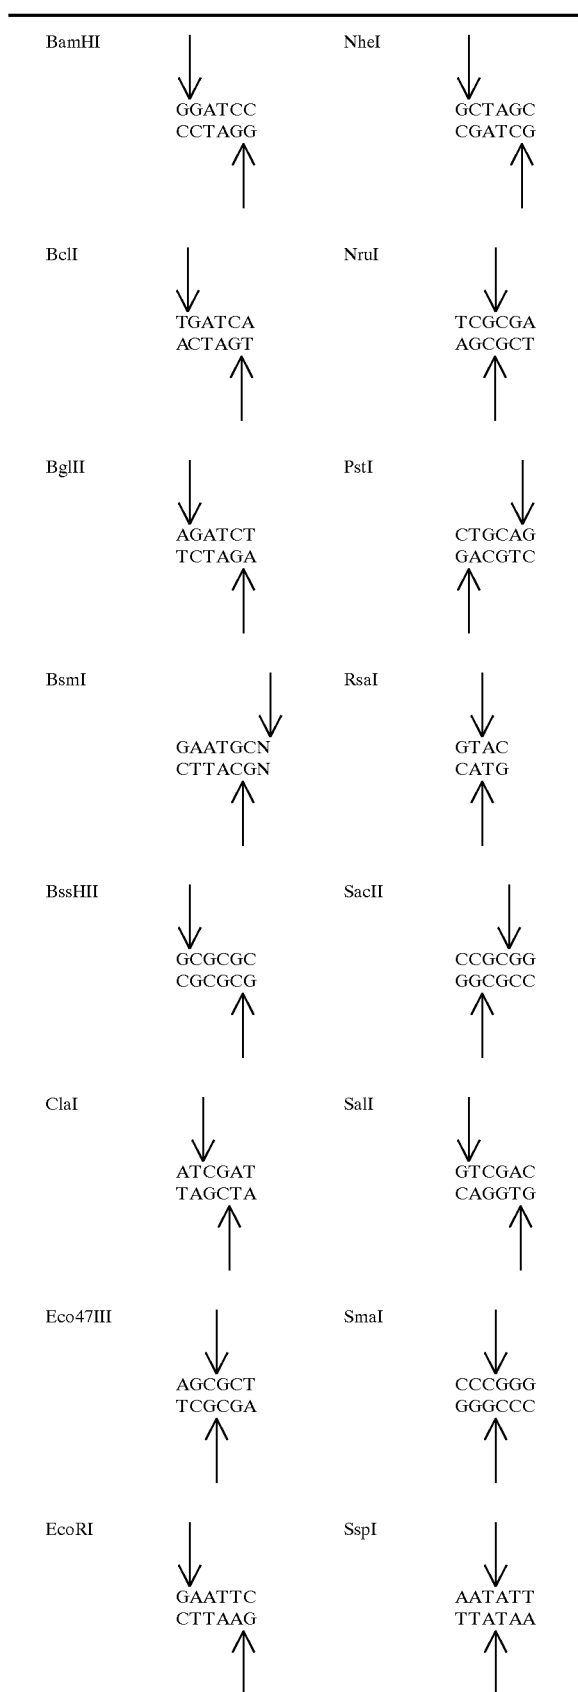 BamHI NheI
GGATCC GCTAGC
CCTAGG CGATCG
BclI NruI
TGATCA TCGCGA
ACTAGT AGCGCT
BglII PstI
AGATCT CTGCAG
TCTAGA GACGTC
BsmI RsaI
GAATGCN GTAC
CTTACGN CATG
BssHII SacII
GCGCGC CCGCGG
CGCGCG GGCGCC
ClaI SalI
ATCGAT GTCGAC
TAGCTA CAGGTG
Eco47III SmaI
AGCGCT CCCGGG
TCGCGA GGGCCC
EcoRI SspI
GAATTC AATATT
CTTAAG TTATAA